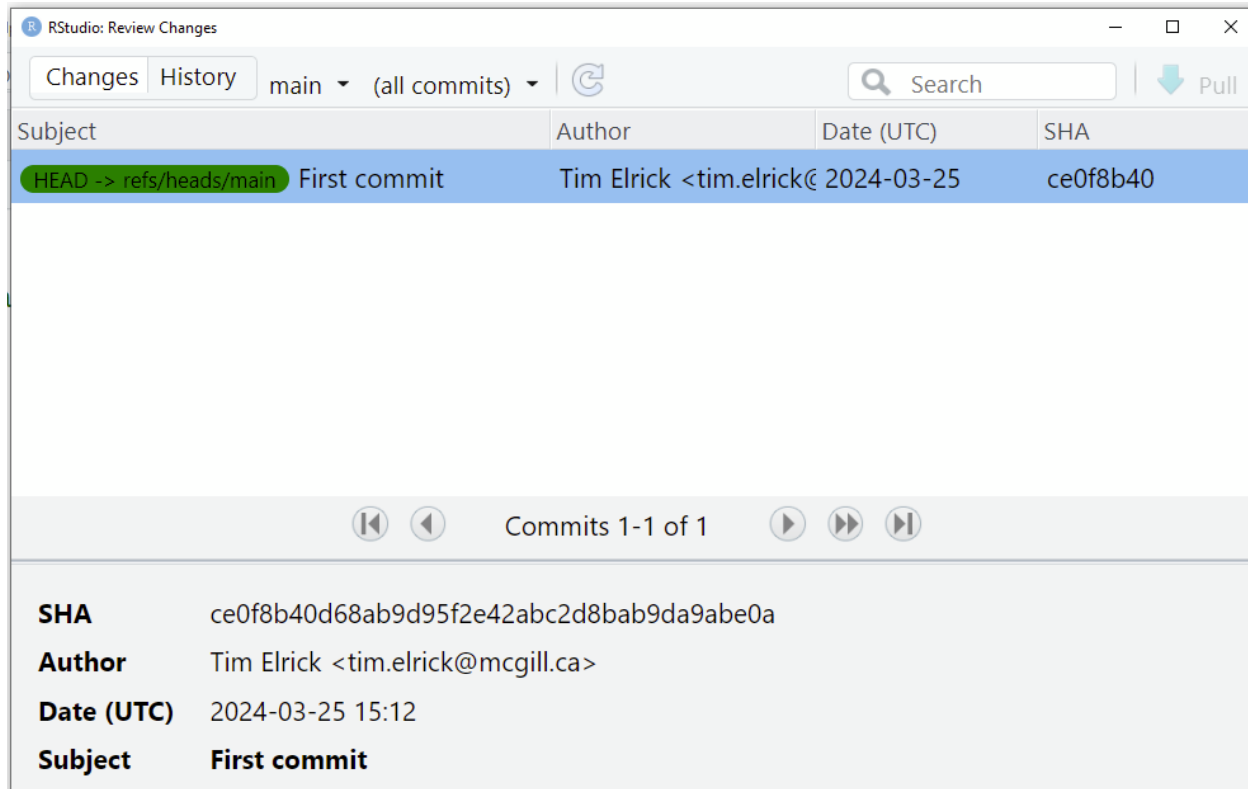 RStudio: Review Changes
Changes History main (all commits) Search Pull
Subject Author Date (UTC) SHA
HEAD -> refs/heads/main First commit Tim Elrick <tim.elrick@ 2024-03-25 ce0f8b40
Commits 1-1 of 1
SHA ce0f8b40d68ab9d95f2e42abc2d8bab9da9abe0a
Author Tim Elrick <tim.elrick@mcgill.ca>
Date (UTC) 2024-03-25 15:12
Subject First commit